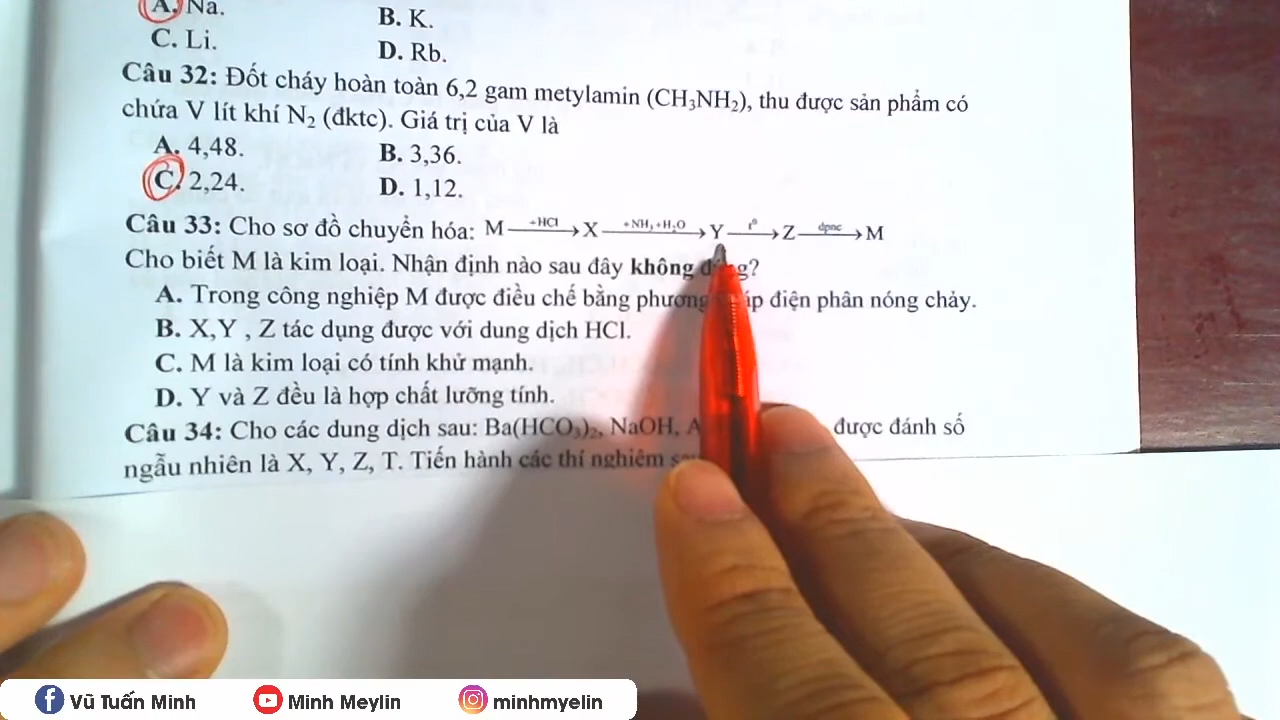 A. Na.
B. K.
C. Li.
D. Rb.
Câu 32: Đốt cháy hoàn toàn 6,2 gam metylamin (CH₃NH₂), thu được sản phẩm có
chứa V lít khí N₂ (đktc). Giá trị của V là
A. 4,48.
B. 3,36.
C. 2,24.
D. 1,12.
Câu 33: Cho sơ đồ chuyển hóa: M —+HCl→ X —+NH₃+H₂O→ Y —t⁰→ Z —đpnc→ M
Cho biết M là kim loại. Nhận định nào sau đây không
A. Trong công nghiệp M được điều chế bằng phương điện phân nóng chảy.
B. X,Y , Z tác dụng được với dung dịch HCl.
C. M là kim loại có tính khử mạnh.
D. Y và Z đều là hợp chất lưỡng tính.
Câu 34: Cho các dung dịch sau: Ba(HCO₃)₂, NaOH, được đánh số
ngẫu nhiên là X, Y, Z, T. Tiến hành các thí nghiệm
Vũ Tuấn Minh
Minh Meylin
minhmyelin